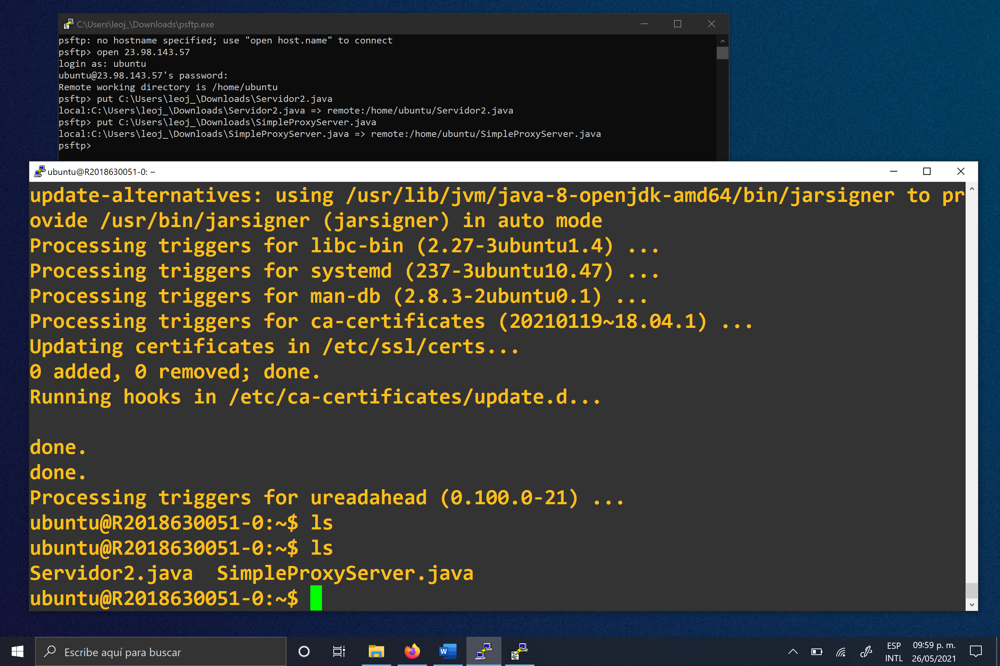 C:\Users\leoj_\Downloads\psftp.exe
psftp: no hostname specified; use "open host.name" to connect
psftp> open 23.98.143.57
login as: ubuntu
ubuntu@23.98.143.57's password:
Remote working directory is /home/ubuntu
psftp> put C:\Users\leoj_\Downloads\Servidor2.java
local:C:\Users\leoj_\Downloads\Servidor2.java => remote:/home/ubuntu/Servidor2.java
psftp> put C:\Users\leoj_\Downloads\SimpleProxyServer.java
local:C:\Users\leoj_\Downloads\SimpleProxyServer.java => remote:/home/ubuntu/SimpleProxyServer.java
psftp>
ubuntu@R2018630051-0: ~
update-alternatives: using /usr/lib/jvm/java-8-openjdk-amd64/bin/jarsigner to pr
ovide /usr/bin/jarsigner (jarsigner) in auto mode
Processing triggers for libc-bin (2.27-3ubuntu1.4) ...
Processing triggers for systemd (237-3ubuntu10.47) ...
Processing triggers for man-db (2.8.3-2ubuntu0.1) ...
Processing triggers for ca-certificates (20210119~18.04.1) ...
Updating certificates in /etc/ssl/certs...
0 added, 0 removed; done.
Running hooks in /etc/ca-certificates/update.d...
done.
done.
Processing triggers for ureadahead (0.100.0-21) ...
ubuntu@R2018630051-0:~$ ls
ubuntu@R2018630051-0:~$ ls
Servidor2.java  SimpleProxyServer.java
ubuntu@R2018630051-0:~$
Escribe aquí para buscar
W
ESP
INTL
09:59 p. m.
26/05/2021